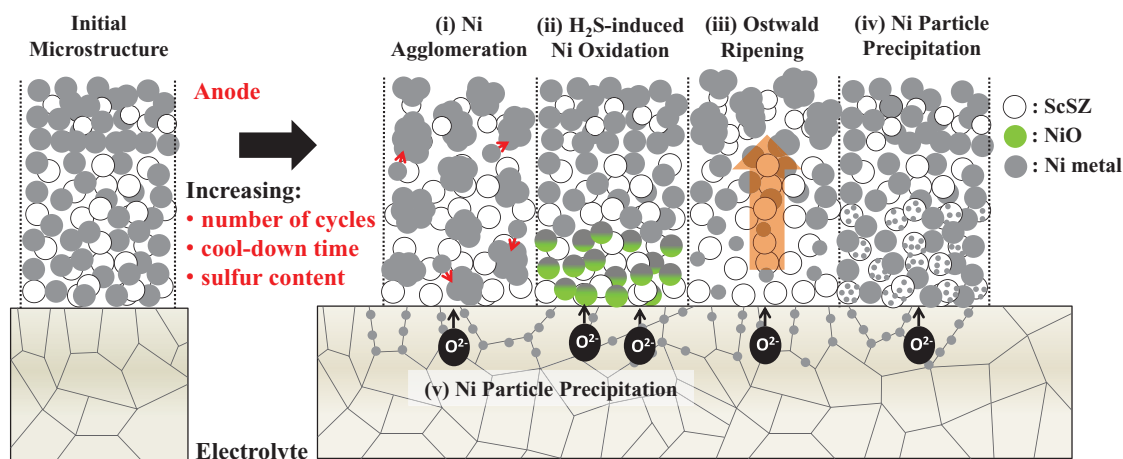 Initial
Microstructure
Anode
Increasing:
• number of cycles
• cool-down time
• sulfur content
(i) Ni
Agglomeration
(ii) H₂S-induced
Ni Oxidation
(iii) Ostwald
Ripening
(iv) Ni Particle
Precipitation
: ScSZ
: NiO
: Ni metal
O²⁻
O²⁻
O²⁻
O²⁻
O²⁻
(v) Ni Particle Precipitation
Electrolyte